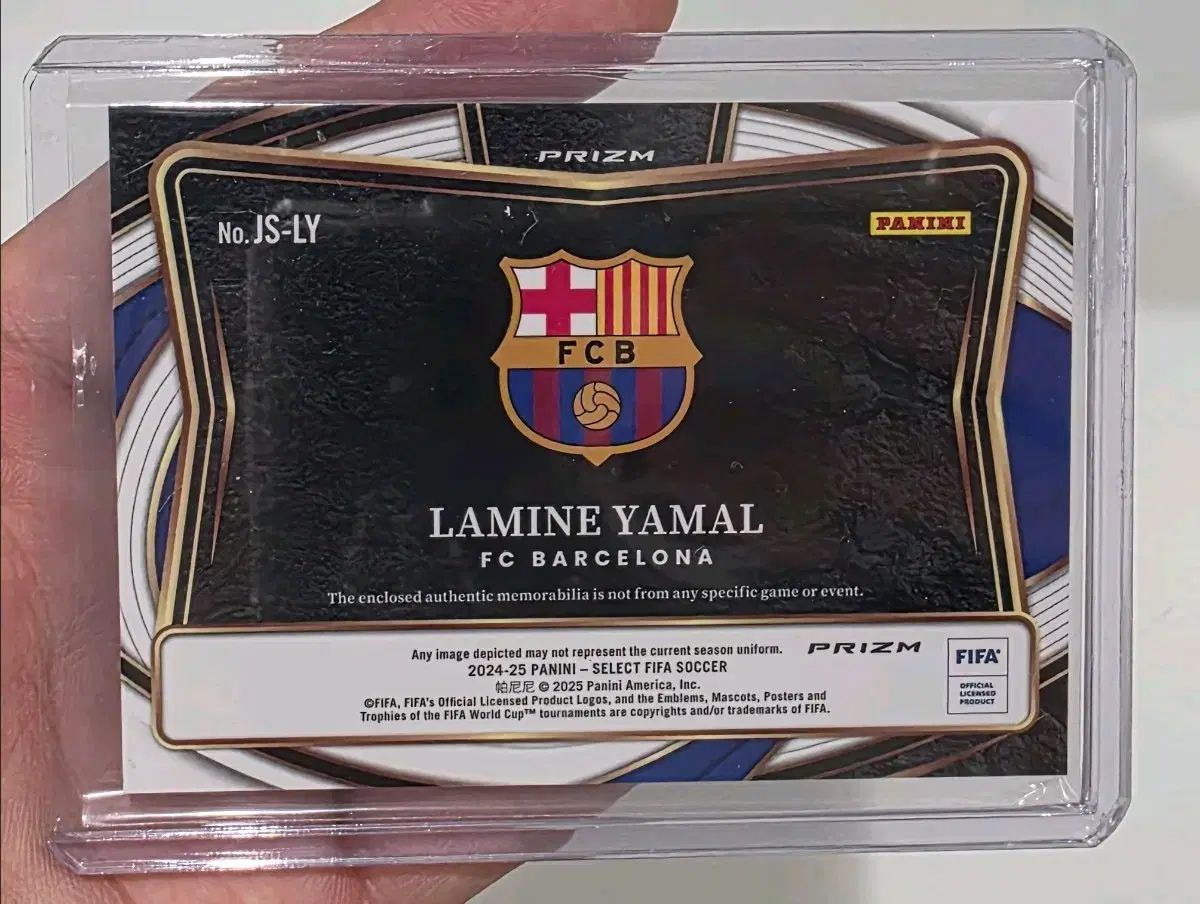 PRIZM
No. JS-LY
PANINI
FCB
LAMINE YAMAL
FC BARCELONA
The enclosed authentic memorabilia is not from any specific game or event.
Any image depicted may not represent the current season uniform.
PRIZM
2024-25 PANINI – SELECT FIFA SOCCER
帕尼尼 © 2025 Panini America, Inc.
©FIFA, FIFA's Official Licensed Product Logos, and the Emblems, Mascots, Posters and
Trophies of the FIFA World Cup™ tournaments are copyrights and/or trademarks of FIFA.
FIFA
OFFICIAL
LICENSED
PRODUCT